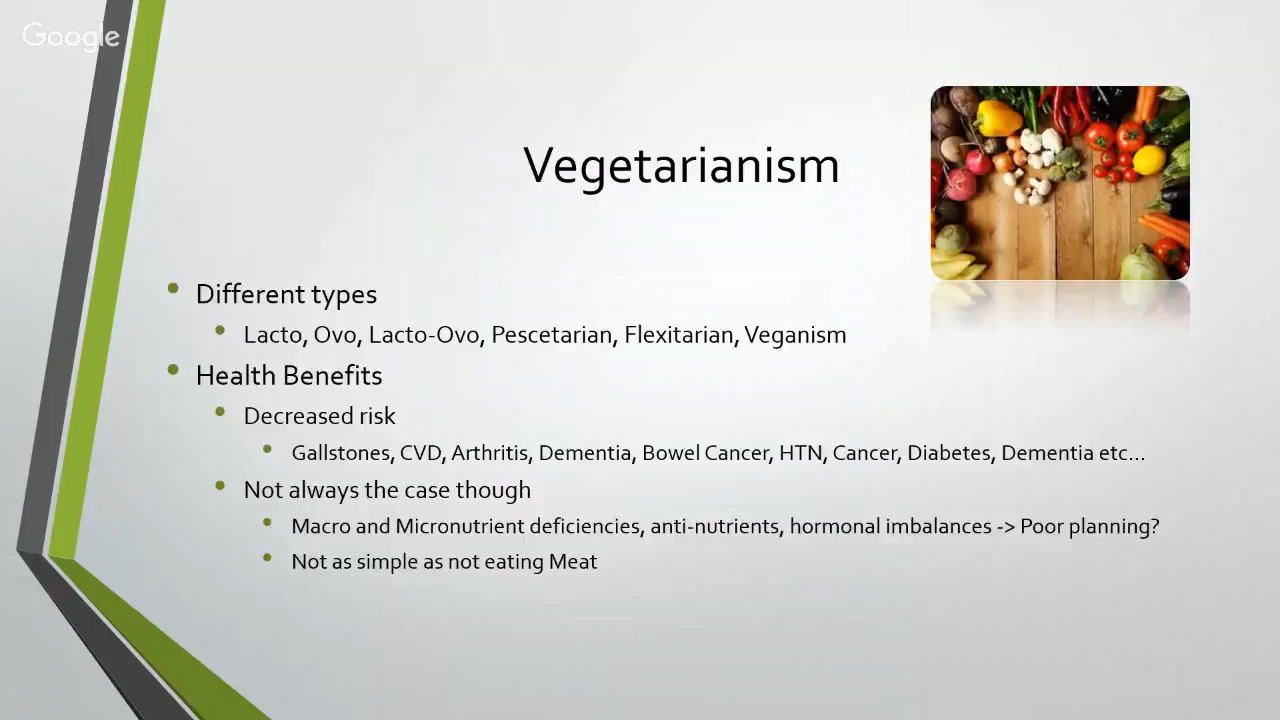 Google
Vegetarianism
Different types
Lacto, Ovo, Lacto-Ovo, Pescetarian, Flexitarian, Veganism
Health Benefits
Decreased risk
Gallstones, CVD, Arthritis, Dementia, Bowel Cancer, HTN, Cancer, Diabetes, Dementia etc...
Not always the case though
Macro and Micronutrient deficiencies, anti-nutrients, hormonal imbalances -> Poor planning?
Not as simple as not eating Meat